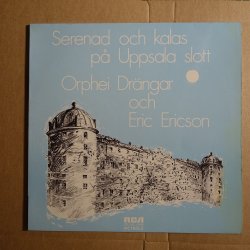 Serenad och kalas
på Uppsala slott
Orphei Drängar
och
Eric Ericson
RCA